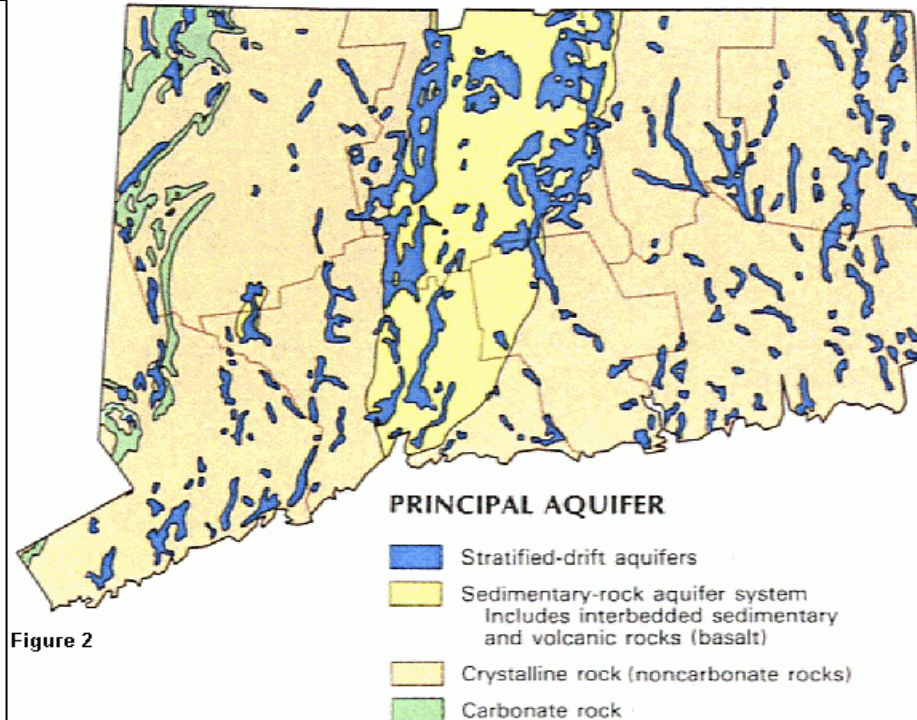 PRINCIPAL AQUIFER
Stratified-drift aquifers
Sedimentary-rock aquifer system
Includes interbedded sedimentary
and volcanic rocks (basalt)
Crystalline rock (noncarbonate rocks)
Carbonate rock
Figure 2